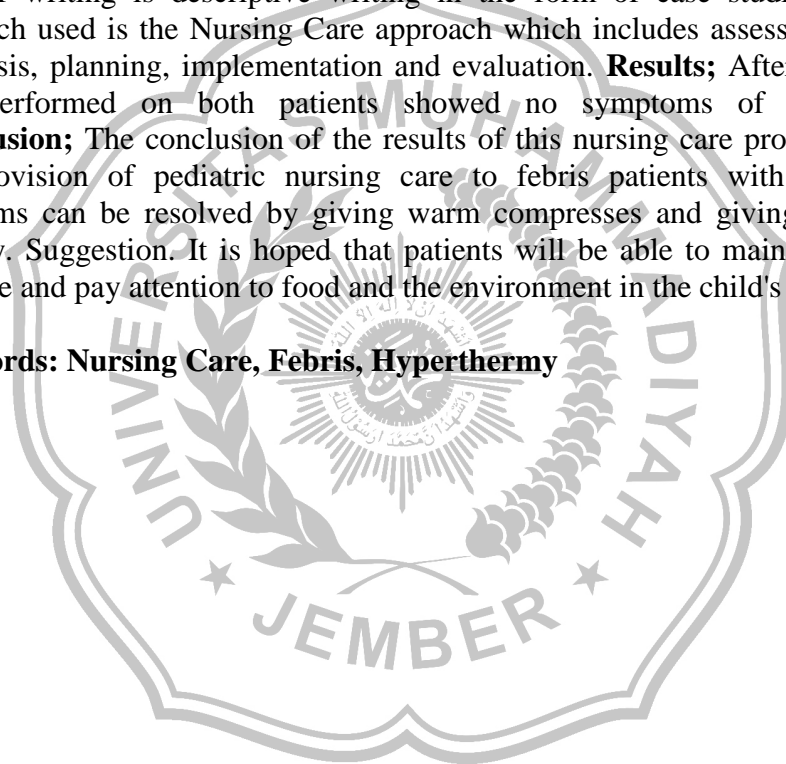 writing is descriptive writing in the form of case studi
ch used is the Nursing Care approach which includes assess
sis, planning, implementation and evaluation. Results; After
erformed on both patients showed no symptoms of
usion; The conclusion of the results of this nursing care pro
ovision of pediatric nursing care to febris patients with
ms can be resolved by giving warm compresses and giving
y. Suggestion. It is hoped that patients will be able to main
e and pay attention to food and the environment in the child's
ords: Nursing Care, Febris, Hyperthermy
UNIVERSITAS MUHAMMADIYAH
JEMBER